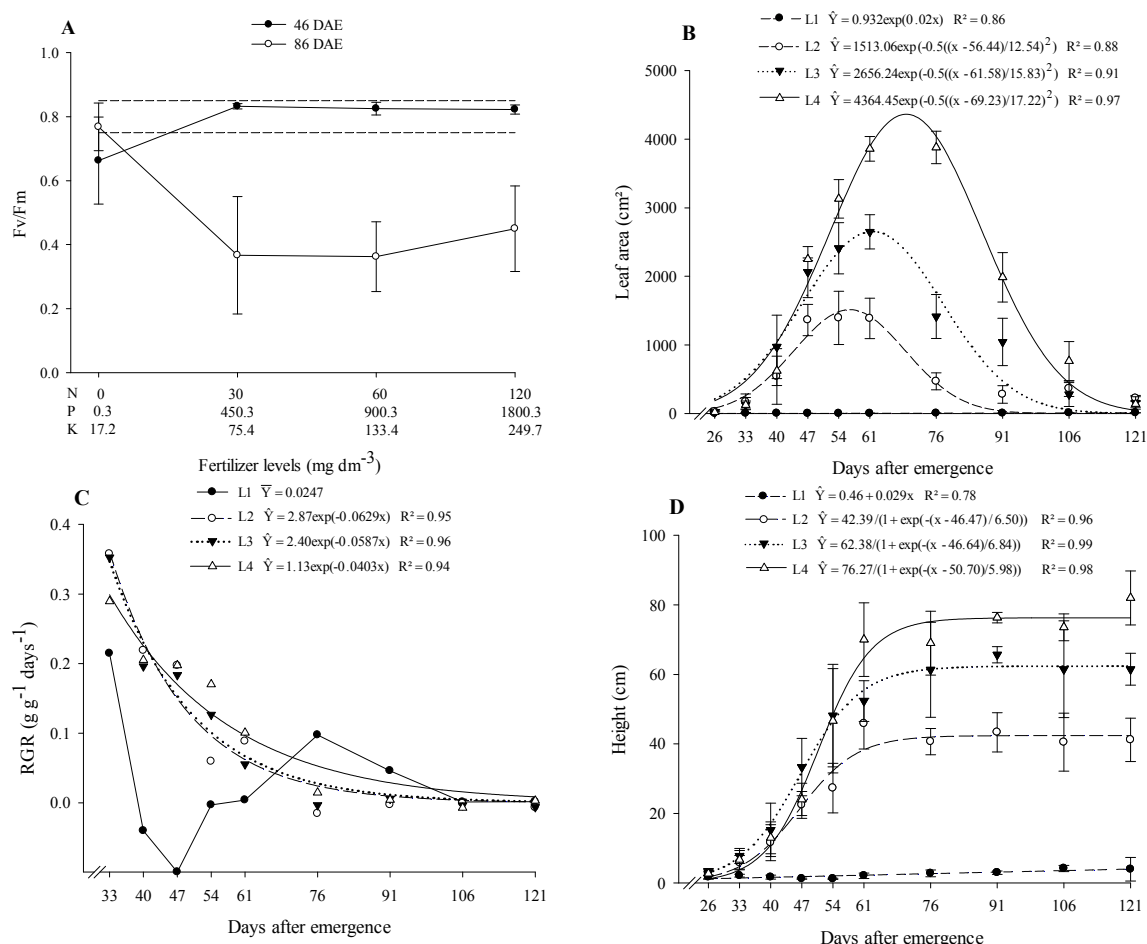 A
46 DAE
86 DAE
1.0
0.8
0.6
0.4
0.2
0.0
Fv/Fm
N 0 30 60 120
P 0.3 450.3 900.3 1800.3
K 17.2 75.4 133.4 249.7
Fertilizer levels (mg dm⁻³)
B
L1 Ŷ=0.932exp(0.02x) R²=0.86
L2 Ŷ=1513.06exp(-0.5((x-56.44)/12.54)²) R²=0.88
L3 Ŷ=2656.24exp(-0.5((x-61.58)/15.83)²) R²=0.91
L4 Ŷ=4364.45exp(-0.5((x-69.23)/17.22)²) R²=0.97
5000
4000
3000
2000
1000
0
Leaf area (cm²)
26 33 40 47 54 61 76 91 106 121
Days after emergence
C
L1 Y̅=0.0247
L2 Ŷ=2.87exp(-0.0629x) R²=0.95
L3 Ŷ=2.40exp(-0.0587x) R²=0.96
L4 Ŷ=1.13exp(-0.0403x) R²=0.94
0.4
0.3
0.2
0.1
0.0
RGR (g g⁻¹ days⁻¹)
33 40 47 54 61 76 91 106 121
Days after emergence
D
L1 Ŷ=0.46+0.029x R²=0.78
L2 Ŷ=42.39/(1+exp(-(x-46.47)/6.50)) R²=0.96
L3 Ŷ=62.38/(1+exp(-(x-46.64)/6.84)) R²=0.99
L4 Ŷ=76.27/(1+exp(-(x-50.70)/5.98)) R²=0.98
100
80
60
40
20
0
Height (cm)
26 33 40 47 54 61 76 91 106 121
Days after emergence